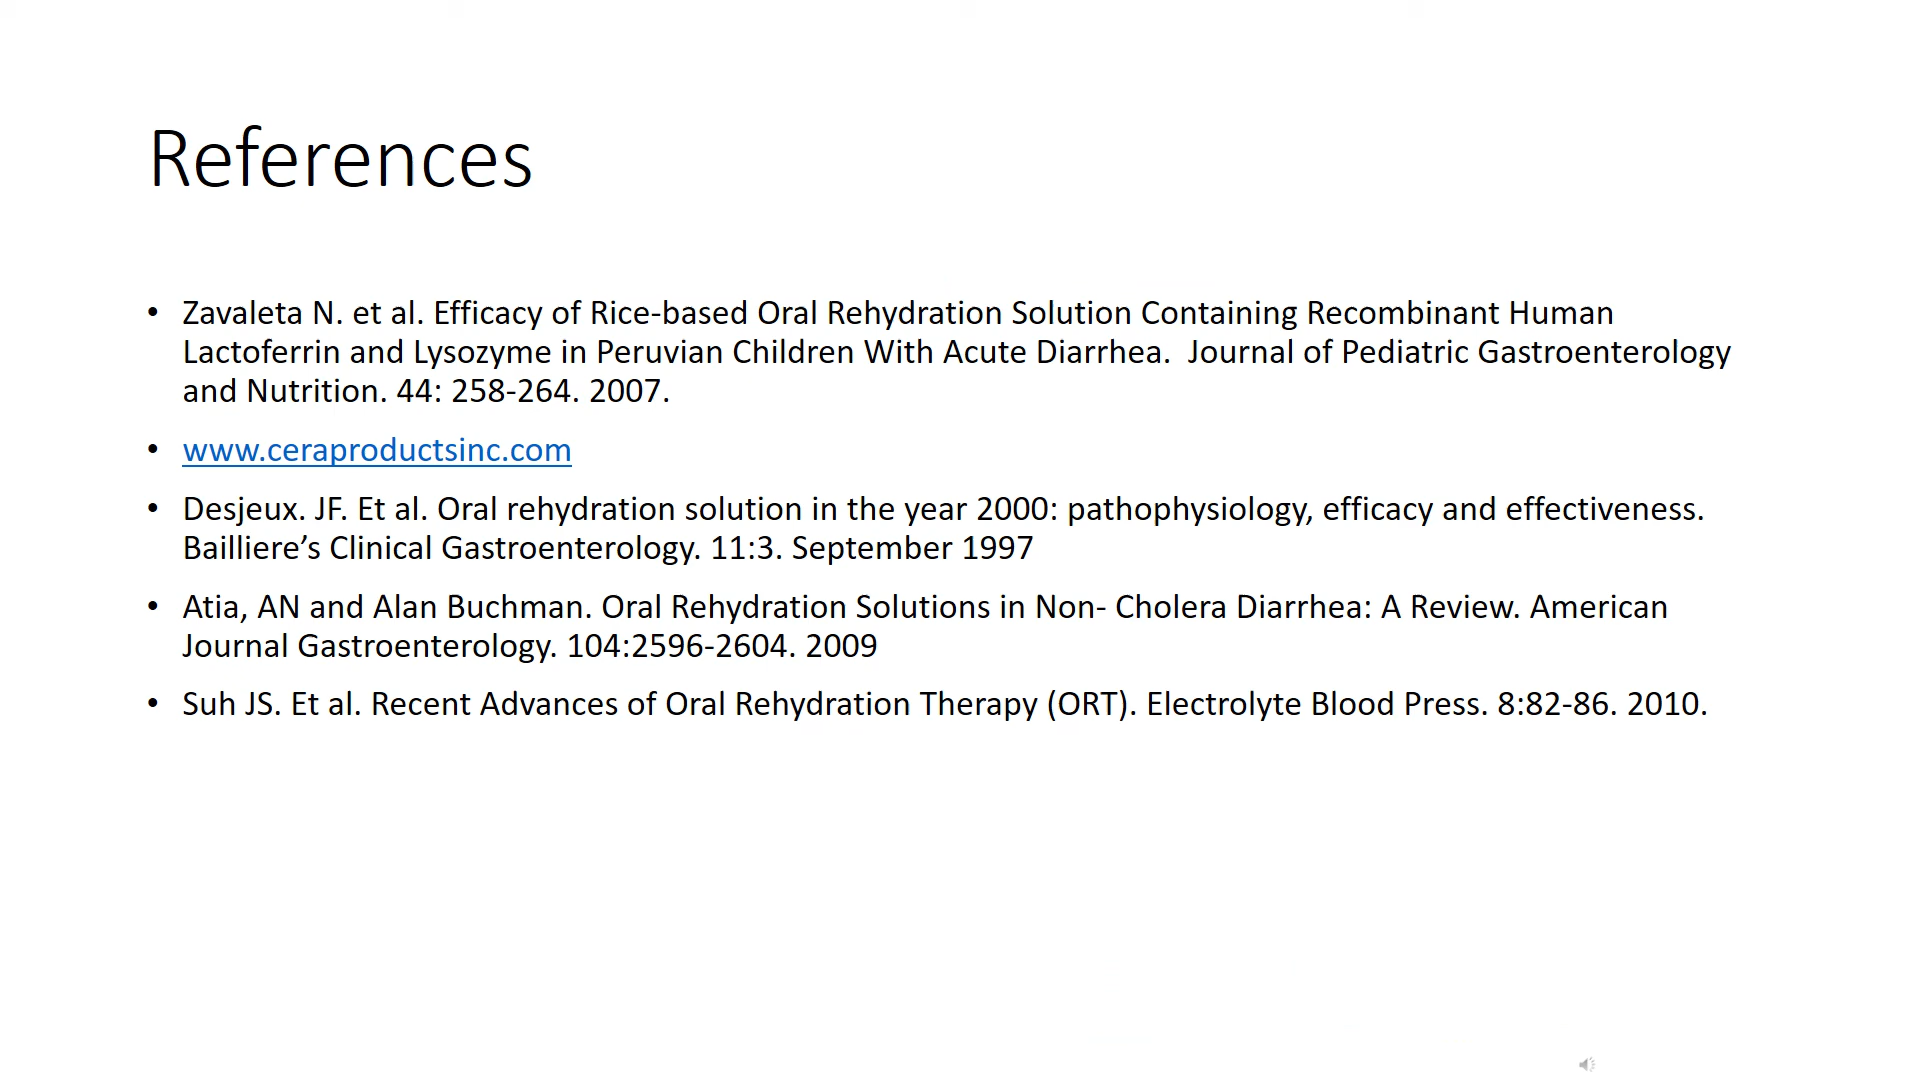 References
• Zavaleta N. et al. Efficacy of Rice-based Oral Rehydration Solution Containing Recombinant Human
Lactoferrin and Lysozyme in Peruvian Children With Acute Diarrhea.  Journal of Pediatric Gastroenterology
and Nutrition. 44: 258-264. 2007.
• www.ceraproductsinc.com
• Desjeux. JF. Et al. Oral rehydration solution in the year 2000: pathophysiology, efficacy and effectiveness.
Bailliere’s Clinical Gastroenterology. 11:3. September 1997
• Atia, AN and Alan Buchman. Oral Rehydration Solutions in Non- Cholera Diarrhea: A Review. American
Journal Gastroenterology. 104:2596-2604. 2009
• Suh JS. Et al. Recent Advances of Oral Rehydration Therapy (ORT). Electrolyte Blood Press. 8:82-86. 2010.